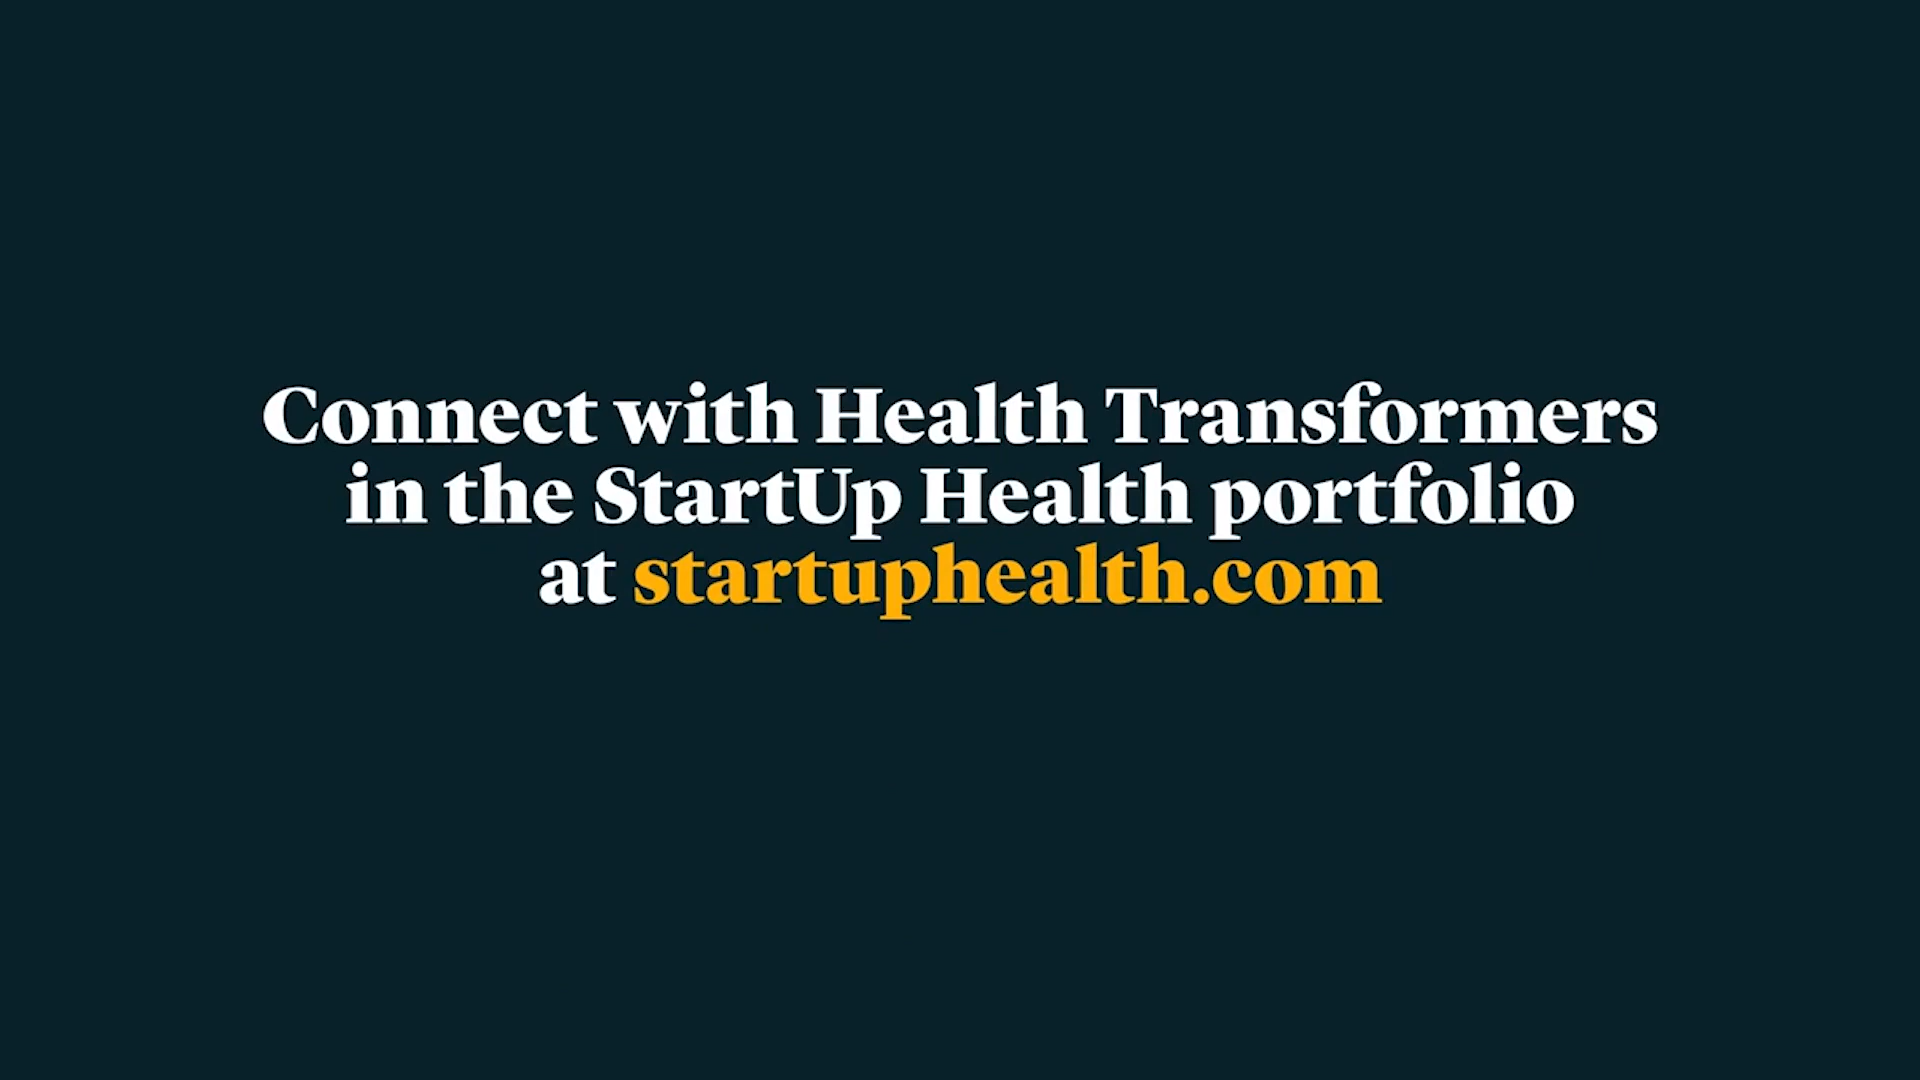 Connect with Health Transformers
in the StartUp Health portfolio
at startuphealth.com